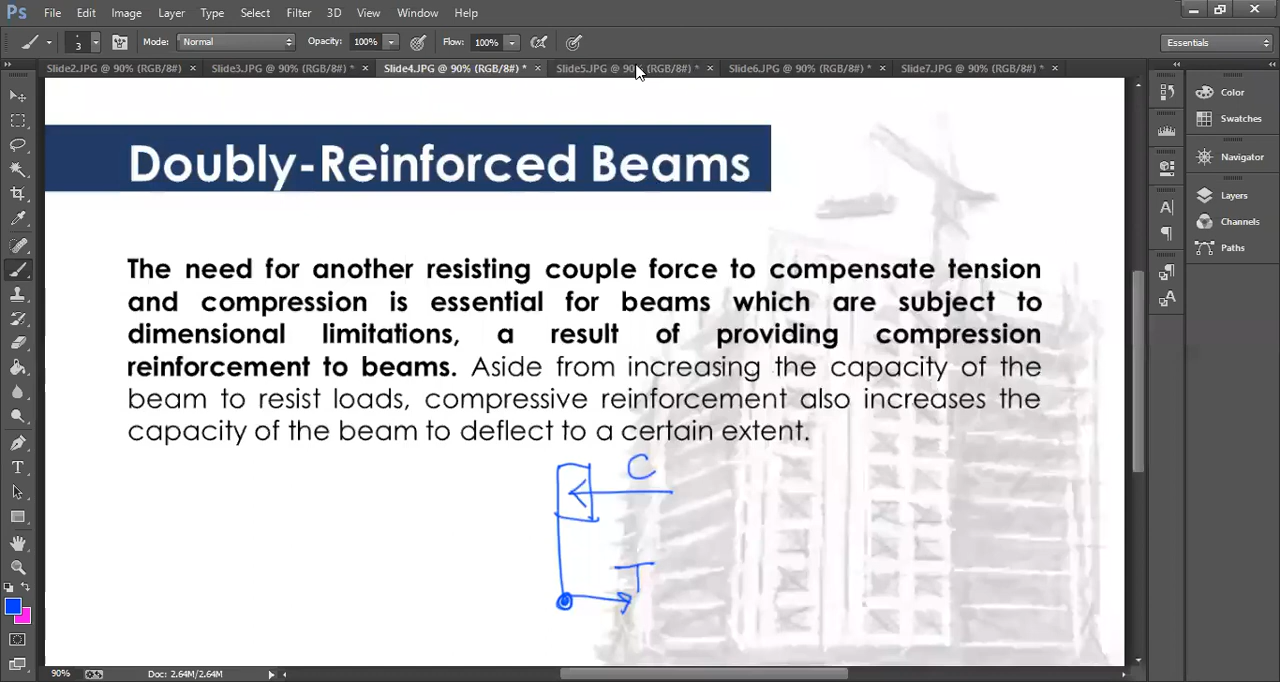 Ps File Edit Image Layer Type Select Filter 3D View Window Help
3 Mode: Normal Opacity: 100% Flow: 100% Essentials
Slide2.JPG @ 90% (RGB/8#) × Slide3.JPG @ 90% (RGB/8#) * × Slide4.JPG @ 90% (RGB/8#) * × Slide5.JPG @ 90% (RGB/8#) * × Slide6.JPG @ 90% (RGB/8#) * × Slide7.JPG @ 90% (RGB/8#) * ×
Color
Swatches
Navigator
Layers
Channels
Paths
Doubly-Reinforced Beams
The need for another resisting couple force to compensate tension
and compression is essential for beams which are subject to
dimensional limitations, a result of providing compression
reinforcement to beams. Aside from increasing the capacity of the
beam to resist loads, compressive reinforcement also increases the
capacity of the beam to deflect to a certain extent.
C
T
90% Doc: 2.64M/2.64M